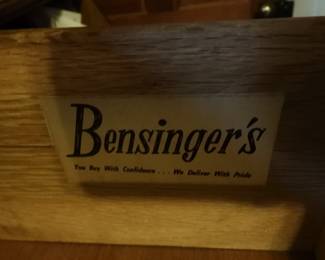 Bensinger's
You Buy With Confidence . . . We Deliver With Pride